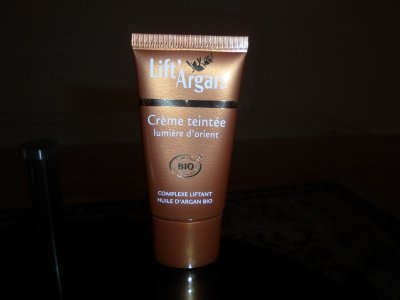 Lift'Argan
Crème teintée
lumière d'orient
BIO
COMPLEXE LIFTANT
HUILE D'ARGAN BIO